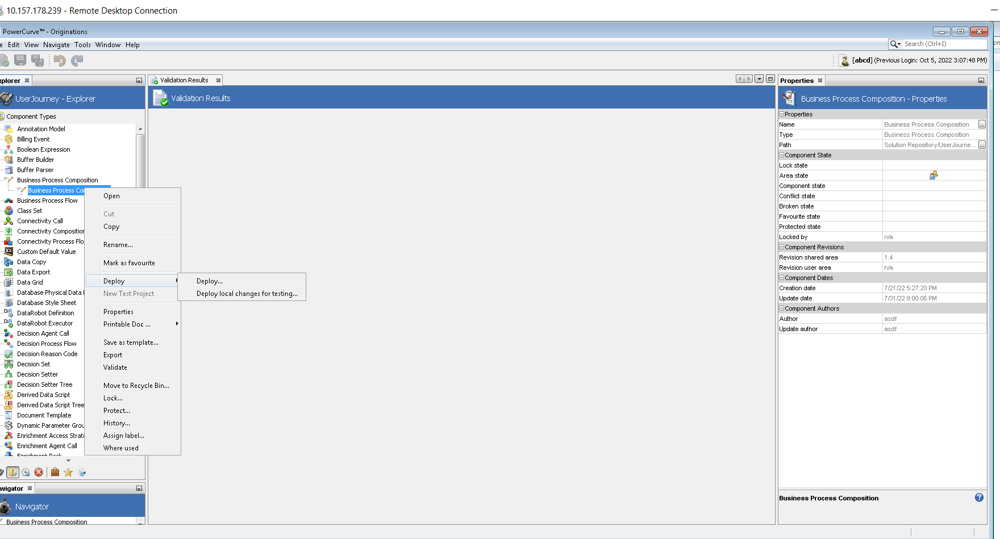 10.157.178.239 - Remote Desktop Connection
PowerCurve™ - Originations
Edit View Navigate Tools Window Help
Search (Ctrl+I)
[abcd] (Previous Login: Oct 5, 2022 3:07:48 PM)
xplorer
UserJourney - Explorer
Component Types
Annotation Model
Billing Event
Boolean Expression
Buffer Builder
Buffer Parser
Business Process Composition
Business Process Co
Business Process Flow
Class Set
Connectivity Call
Connectivity Composition
Connectivity Process Flo
Custom Default Value
Data Copy
Data Export
Data Grid
Database Physical Data
Database Style Sheet
DataRobot Definition
DataRobot Executor
Decision Agent Call
Decision Process Flow
Decision Reason Code
Decision Set
Decision Setter
Decision Setter Tree
Derived Data Script
Derived Data Script Tree
Document Template
Dynamic Parameter Grou
Enrichment Access Strate
Enrichment Agent Call
Enrichment Pack
avigator
Navigator
Business Process Composition
Open
Cut
Copy
Rename...
Mark as favourite
Deploy
New Test Project
Properties
Printable Doc ...
Save as template...
Export
Validate
Move to Recycle Bin...
Lock...
Protect...
History...
Assign label...
Where used
Deploy...
Deploy local changes for testing...
Validation Results
Validation Results
Properties
Business Process Composition - Properties
Properties
Name Business Process Composition ...
Type Business Process Composition
Path Solution Repository/UserJourne... ...
Component State
Lock state
Area state
Component state
Conflict state
Broken state
Favourite state
Protected state
Locked by n/a
Component Revisions
Revision shared area 1.4
Revision user area n/a
Component Dates
Creation date 7/21/22 5:27:20 PM
Update date 7/31/22 9:00:06 PM
Component Authors
Author asdf
Update author asdf
Business Process Composition